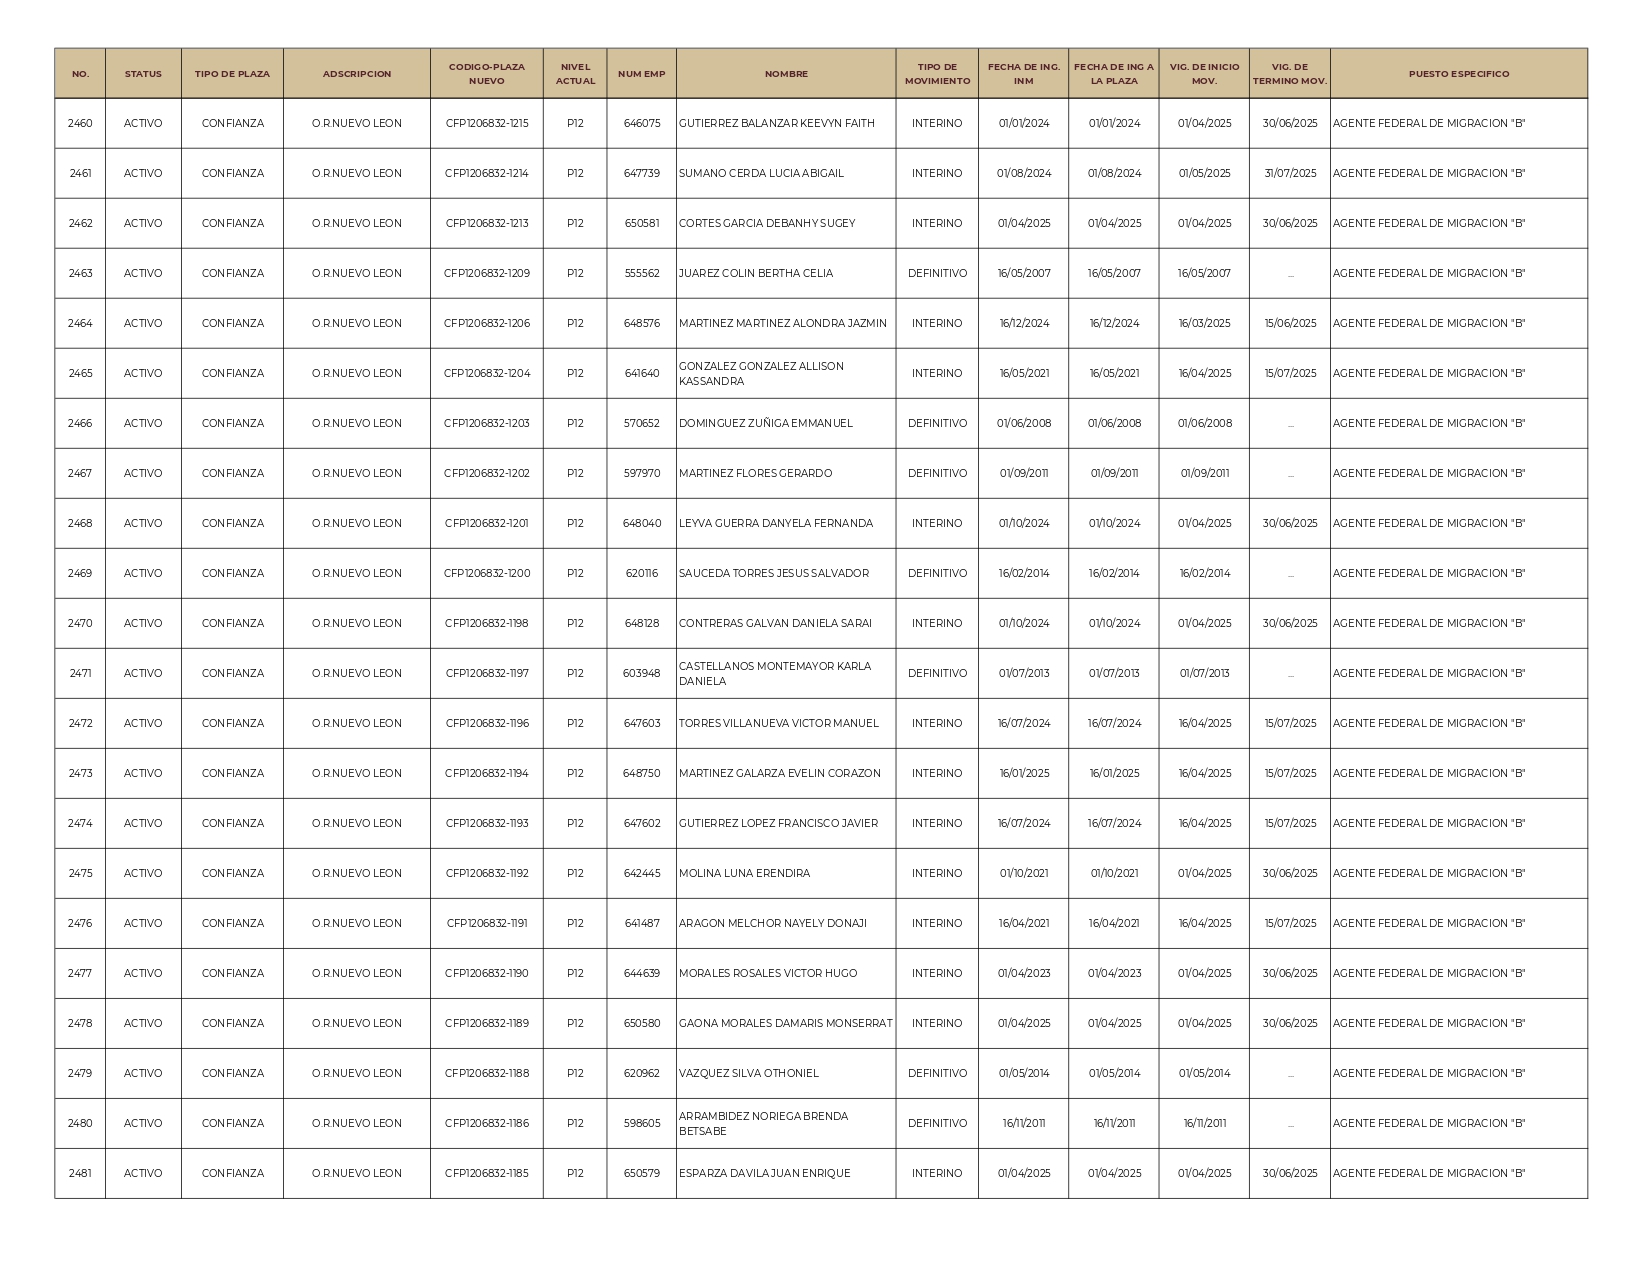 NO. STATUS TIPO DE PLAZA ADSCRIPCION CODIGO-PLAZA NUEVO NIVEL ACTUAL NUM EMP NOMBRE TIPO DE MOVIMIENTO FECHA DE ING. INM FECHA DE ING A LA PLAZA VIG. DE INICIO MOV. VIG. DE TERMINO MOV. PUESTO ESPECIFICO
2460 ACTIVO CONFIANZA O.R.NUEVO LEON CFP1206832-1215 P12 646075 GUTIERREZ BALANZAR KEEVYN FAITH INTERINO 01/01/2024 01/01/2024 01/04/2025 30/06/2025 AGENTE FEDERAL DE MIGRACION "B"
2461 ACTIVO CONFIANZA O.R.NUEVO LEON CFP1206832-1214 P12 647739 SUMANO CERDA LUCIA ABIGAIL INTERINO 01/08/2024 01/08/2024 01/05/2025 31/07/2025 AGENTE FEDERAL DE MIGRACION "B"
2462 ACTIVO CONFIANZA O.R.NUEVO LEON CFP1206832-1213 P12 650581 CORTES GARCIA DEBANHY SUGEY INTERINO 01/04/2025 01/04/2025 01/04/2025 30/06/2025 AGENTE FEDERAL DE MIGRACION "B"
2463 ACTIVO CONFIANZA O.R.NUEVO LEON CFP1206832-1209 P12 555562 JUAREZ COLIN BERTHA CELIA DEFINITIVO 16/05/2007 16/05/2007 16/05/2007 ... AGENTE FEDERAL DE MIGRACION "B"
2464 ACTIVO CONFIANZA O.R.NUEVO LEON CFP1206832-1206 P12 648576 MARTINEZ MARTINEZ ALONDRA JAZMIN INTERINO 16/12/2024 16/12/2024 16/03/2025 15/06/2025 AGENTE FEDERAL DE MIGRACION "B"
2465 ACTIVO CONFIANZA O.R.NUEVO LEON CFP1206832-1204 P12 641640 GONZALEZ GONZALEZ ALLISON KASSANDRA INTERINO 16/05/2021 16/05/2021 16/04/2025 15/07/2025 AGENTE FEDERAL DE MIGRACION "B"
2466 ACTIVO CONFIANZA O.R.NUEVO LEON CFP1206832-1203 P12 570652 DOMINGUEZ ZUÑIGA EMMANUEL DEFINITIVO 01/06/2008 01/06/2008 01/06/2008 ... AGENTE FEDERAL DE MIGRACION "B"
2467 ACTIVO CONFIANZA O.R.NUEVO LEON CFP1206832-1202 P12 597970 MARTINEZ FLORES GERARDO DEFINITIVO 01/09/2011 01/09/2011 01/09/2011 ... AGENTE FEDERAL DE MIGRACION "B"
2468 ACTIVO CONFIANZA O.R.NUEVO LEON CFP1206832-1201 P12 648040 LEYVA GUERRA DANYELA FERNANDA INTERINO 01/10/2024 01/10/2024 01/04/2025 30/06/2025 AGENTE FEDERAL DE MIGRACION "B"
2469 ACTIVO CONFIANZA O.R.NUEVO LEON CFP1206832-1200 P12 620116 SAUCEDA TORRES JESUS SALVADOR DEFINITIVO 16/02/2014 16/02/2014 16/02/2014 ... AGENTE FEDERAL DE MIGRACION "B"
2470 ACTIVO CONFIANZA O.R.NUEVO LEON CFP1206832-1198 P12 648128 CONTRERAS GALVAN DANIELA SARAI INTERINO 01/10/2024 01/10/2024 01/04/2025 30/06/2025 AGENTE FEDERAL DE MIGRACION "B"
2471 ACTIVO CONFIANZA O.R.NUEVO LEON CFP1206832-1197 P12 603948 CASTELLANOS MONTEMAYOR KARLA DANIELA DEFINITIVO 01/07/2013 01/07/2013 01/07/2013 ... AGENTE FEDERAL DE MIGRACION "B"
2472 ACTIVO CONFIANZA O.R.NUEVO LEON CFP1206832-1196 P12 647603 TORRES VILLANUEVA VICTOR MANUEL INTERINO 16/07/2024 16/07/2024 16/04/2025 15/07/2025 AGENTE FEDERAL DE MIGRACION "B"
2473 ACTIVO CONFIANZA O.R.NUEVO LEON CFP1206832-1194 P12 648750 MARTINEZ GALARZA EVELIN CORAZON INTERINO 16/01/2025 16/01/2025 16/04/2025 15/07/2025 AGENTE FEDERAL DE MIGRACION "B"
2474 ACTIVO CONFIANZA O.R.NUEVO LEON CFP1206832-1193 P12 647602 GUTIERREZ LOPEZ FRANCISCO JAVIER INTERINO 16/07/2024 16/07/2024 16/04/2025 15/07/2025 AGENTE FEDERAL DE MIGRACION "B"
2475 ACTIVO CONFIANZA O.R.NUEVO LEON CFP1206832-1192 P12 642445 MOLINA LUNA ERENDIRA INTERINO 01/10/2021 01/10/2021 01/04/2025 30/06/2025 AGENTE FEDERAL DE MIGRACION "B"
2476 ACTIVO CONFIANZA O.R.NUEVO LEON CFP1206832-1191 P12 641487 ARAGON MELCHOR NAYELY DONAJI INTERINO 16/04/2021 16/04/2021 16/04/2025 15/07/2025 AGENTE FEDERAL DE MIGRACION "B"
2477 ACTIVO CONFIANZA O.R.NUEVO LEON CFP1206832-1190 P12 644639 MORALES ROSALES VICTOR HUGO INTERINO 01/04/2023 01/04/2023 01/04/2025 30/06/2025 AGENTE FEDERAL DE MIGRACION "B"
2478 ACTIVO CONFIANZA O.R.NUEVO LEON CFP1206832-1189 P12 650580 GAONA MORALES DAMARIS MONSERRAT INTERINO 01/04/2025 01/04/2025 01/04/2025 30/06/2025 AGENTE FEDERAL DE MIGRACION "B"
2479 ACTIVO CONFIANZA O.R.NUEVO LEON CFP1206832-1188 P12 620962 VAZQUEZ SILVA OTHONIEL DEFINITIVO 01/05/2014 01/05/2014 01/05/2014 ... AGENTE FEDERAL DE MIGRACION "B"
2480 ACTIVO CONFIANZA O.R.NUEVO LEON CFP1206832-1186 P12 598605 ARRAMBIDEZ NORIEGA BRENDA BETSABE DEFINITIVO 16/11/2011 16/11/2011 16/11/2011 ... AGENTE FEDERAL DE MIGRACION "B"
2481 ACTIVO CONFIANZA O.R.NUEVO LEON CFP1206832-1185 P12 650579 ESPARZA DAVILA JUAN ENRIQUE INTERINO 01/04/2025 01/04/2025 01/04/2025 30/06/2025 AGENTE FEDERAL DE MIGRACION "B"